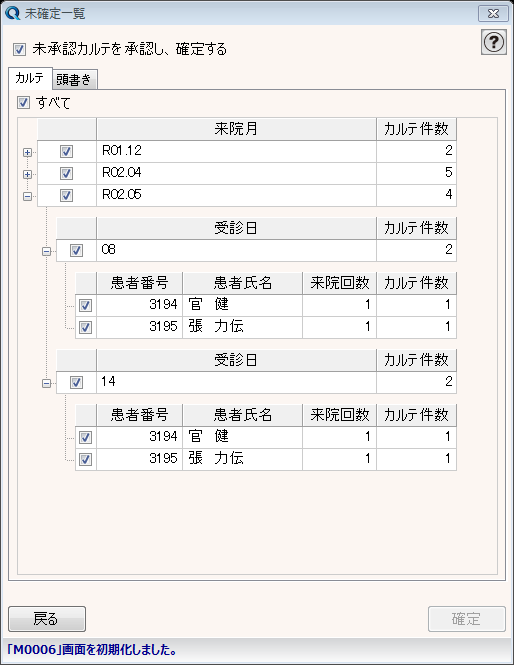 未確定一覧
未承認カルテを承認し、確定する
?
カルテ 頭書き
すべて
来院月 カルテ件数
R01.12 2
R02.04 5
R02.05 4
受診日 カルテ件数
08 2
患者番号 患者氏名 来院回数 カルテ件数
3194 官 健 1 1
3195 張 力伝 1 1
受診日 カルテ件数
14 2
患者番号 患者氏名 来院回数 カルテ件数
3194 官 健 1 1
3195 張 力伝 1 1
戻る 確定
「M0006」画面を初期化しました。